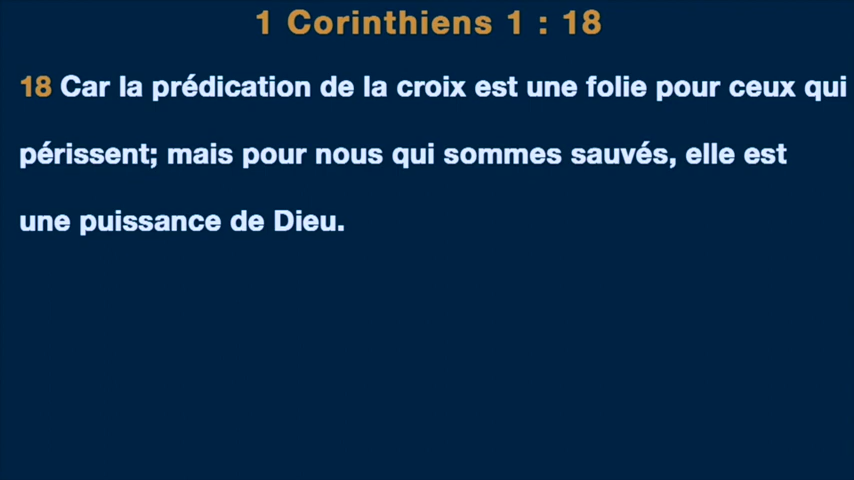 1 Corinthiens 1 : 18
18 Car la prédication de la croix est une folie pour ceux qui
périssent; mais pour nous qui sommes sauvés, elle est
une puissance de Dieu.